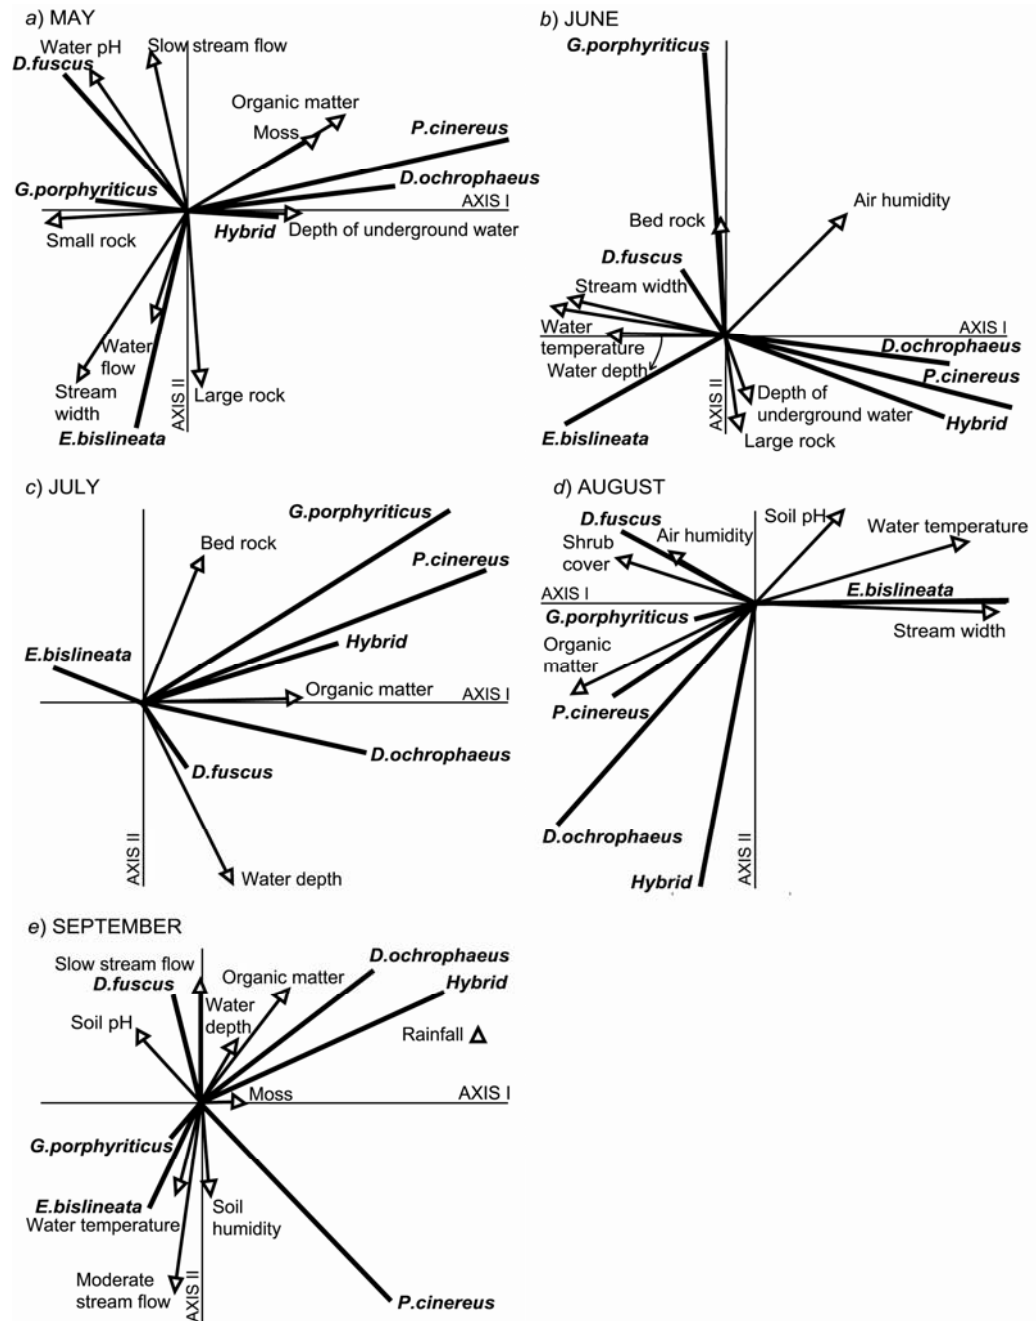 a) MAY
Water pH
Slow stream flow
D.fuscus
Organic matter
Moss
P.cinereus
D.ochrophaeus
G.porphyriticus
AXIS I
Small rock
Hybrid
Depth of underground water
Water
flow
Stream
width
Large rock
AXIS II
E.bislineata
b) JUNE
G.porphyriticus
Air humidity
Bed rock
D.fuscus
Stream width
AXIS I
Water
temperature
Water depth
D.ochrophaeus
P.cinereus
AXIS II
Depth of
underground water
Hybrid
E.bislineata
Large rock
c) JULY
G.porphyriticus
Bed rock
P.cinereus
Hybrid
E.bislineata
Organic matter
AXIS I
D.ochrophaeus
D.fuscus
AXIS II
Water depth
d) AUGUST
D.fuscus
Soil pH
Water temperature
Shrub
cover
Air humidity
AXIS I
E.bislineata
G.porphyriticus
Stream width
Organic
matter
P.cinereus
D.ochrophaeus
AXIS II
Hybrid
e) SEPTEMBER
Slow stream flow
D.fuscus
Organic matter
D.ochrophaeus
Hybrid
Water
depth
Soil pH
Rainfall
Moss
AXIS I
G.porphyriticus
E.bislineata
Water temperature
Soil
humidity
Moderate
stream flow
AXIS II
P.cinereus